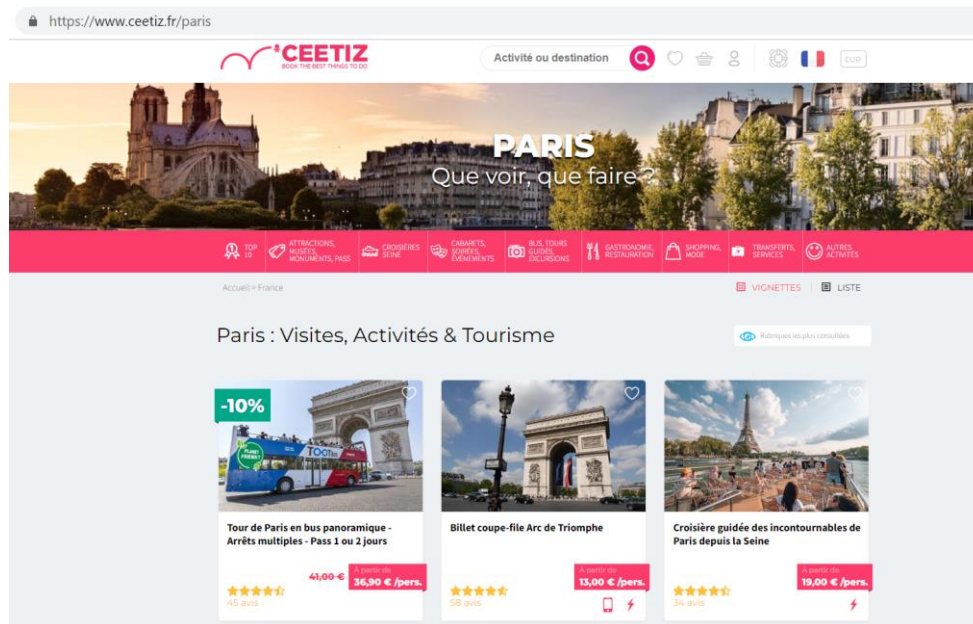 https://www.ceetiz.fr/paris
CEETIZ
BOOK THE BEST THINGS TO DO
Activité ou destination
EUR
PARIS
Que voir, que faire ?
TOP
10
ATTRACTIONS,
MUSÉES,
MONUMENTS, PASS
CROISIÈRES
SEINE
CABARETS,
SOIRÉES,
ÉVÉNEMENTS
BUS, TOURS
GUIDÉS,
EXCURSIONS
GASTRONOMIE,
RESTAURATION
SHOPPING,
MODE
TRANSFERTS,
SERVICES
AUTRES
ACTIVITÉS
Accueil > France
VIGNETTES
LISTE
Paris : Visites, Activités & Tourisme
Rubriques les plus consultées
-10%
PLANET
FRIENDLY
TOOTbus
Tour de Paris en bus panoramique -
Arrêts multiples - Pass 1 ou 2 jours
41,00 €
À partir de
36,90 € /pers.
45 avis
Billet coupe-file Arc de Triomphe
À partir de
13,00 € /pers.
58 avis
Croisière guidée des incontournables de
Paris depuis la Seine
À partir de
19,00 € /pers.
34 avis